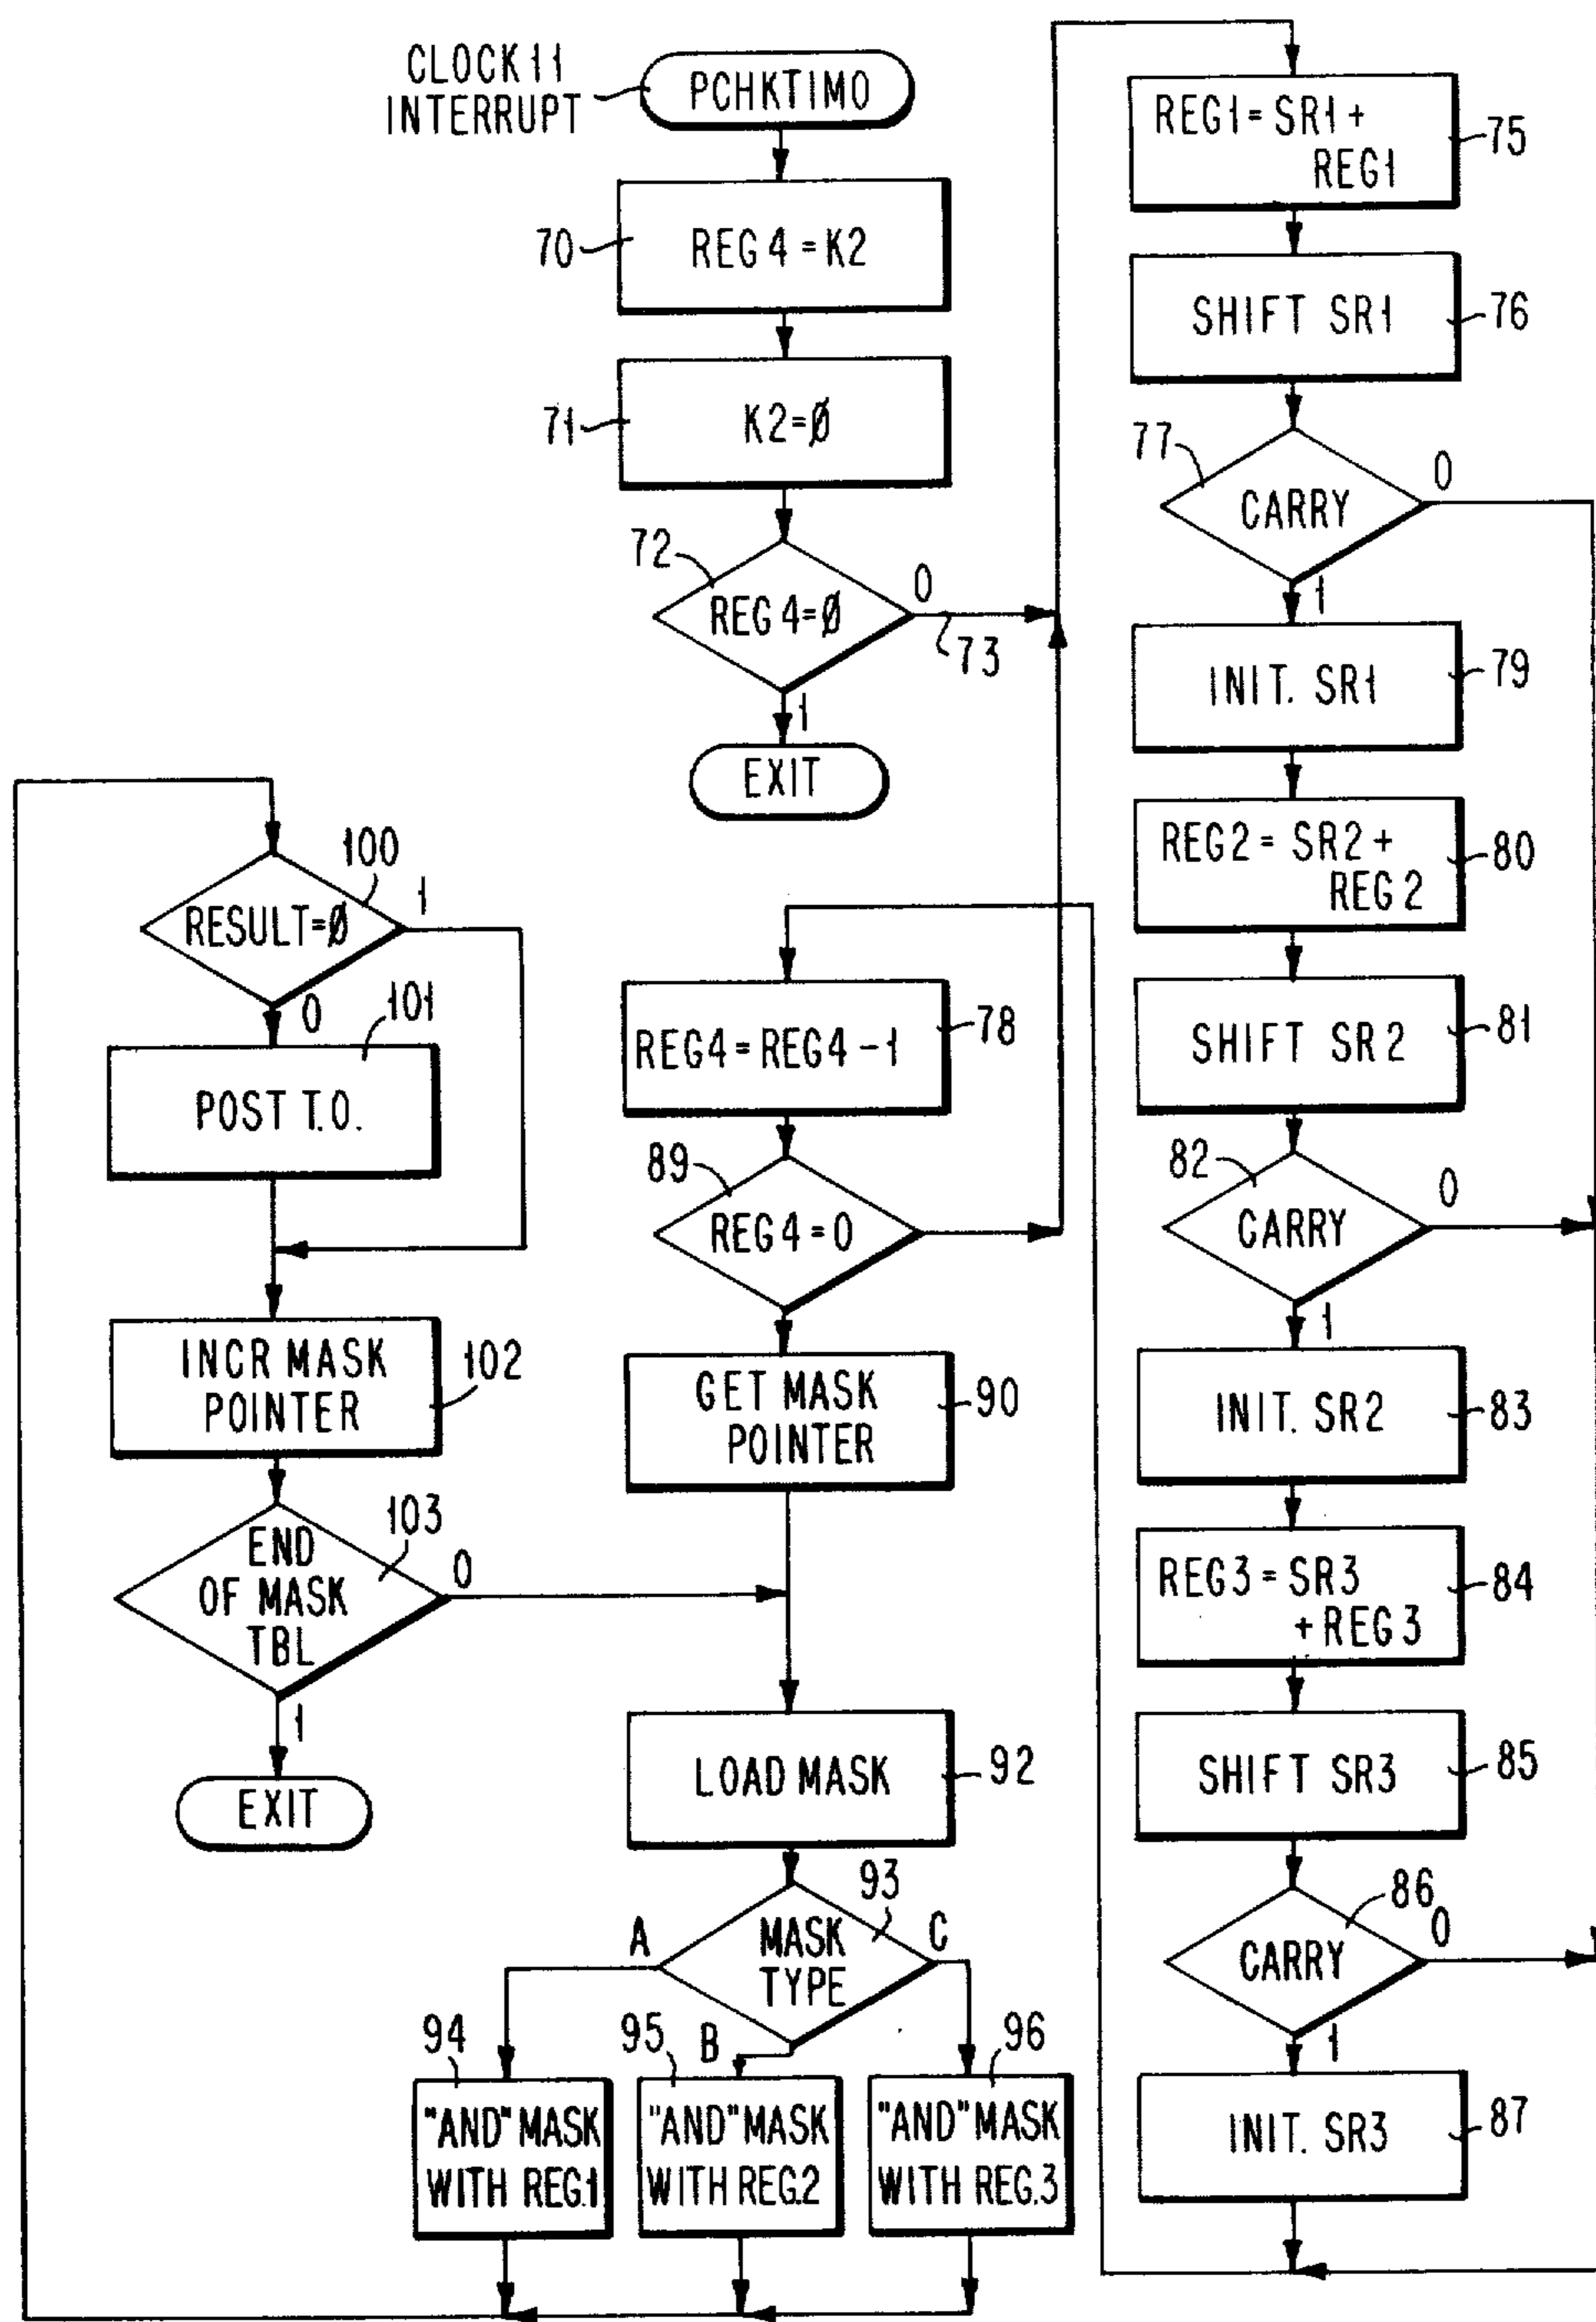 CLOCK 11
INTERRUPT
PCHKTIMO
70
REG 4 = K2
71
K2=Ø
72
REG 4=Ø
0
73
1
EXIT
REG1= SR1 +
REG1
75
SHIFT SR1
76
77
CARRY
0
1
INIT. SR1
79
REG2= SR2 +
REG 2
80
SHIFT SR 2
81
82
CARRY
0
1
INIT. SR2
83
REG3= SR3
+ REG 3
84
SHIFT SR3
85
86
CARRY
0
1
INIT. SR3
87
REG4=REG4-1
78
89
REG 4=0
GET MASK
POINTER
90
LOAD MASK
92
93
MASK
TYPE
A
B
C
94
"AND" MASK
WITH REG.1
95
"AND" MASK
WITH REG.2
96
"AND" MASK
WITH REG.3
100
RESULT=Ø
1
0
101
POST T.O.
INCR MASK
POINTER
102
103
END
OF MASK
TBL
0
1
EXIT